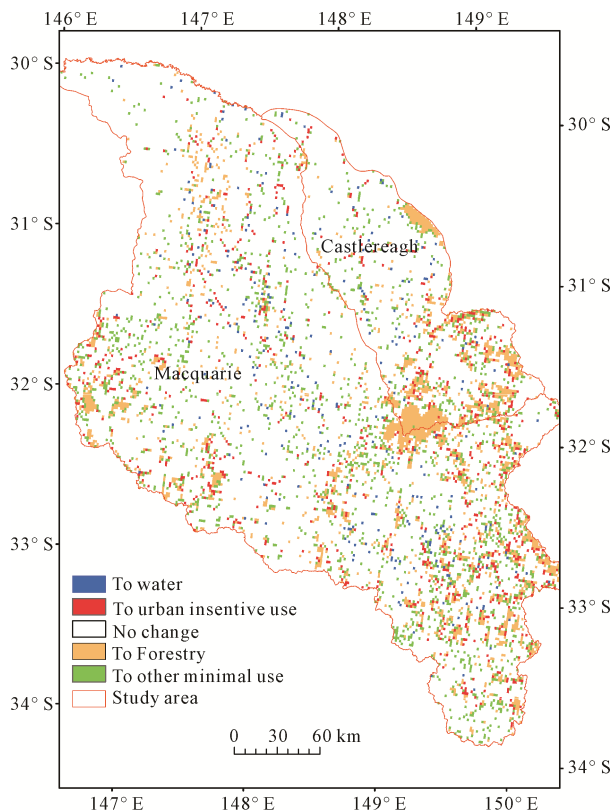 146° E 147° E 148° E 149° E
30° S
30° S
31° S
Castlereagh
31° S
32° S
Macquarie
32° S
33° S
To water
To urban insentive use
33° S
No change
To Forestry
To other minimal use
Study area
34° S
0 30 60 km
34° S
147° E 148° E 149° E 150° E